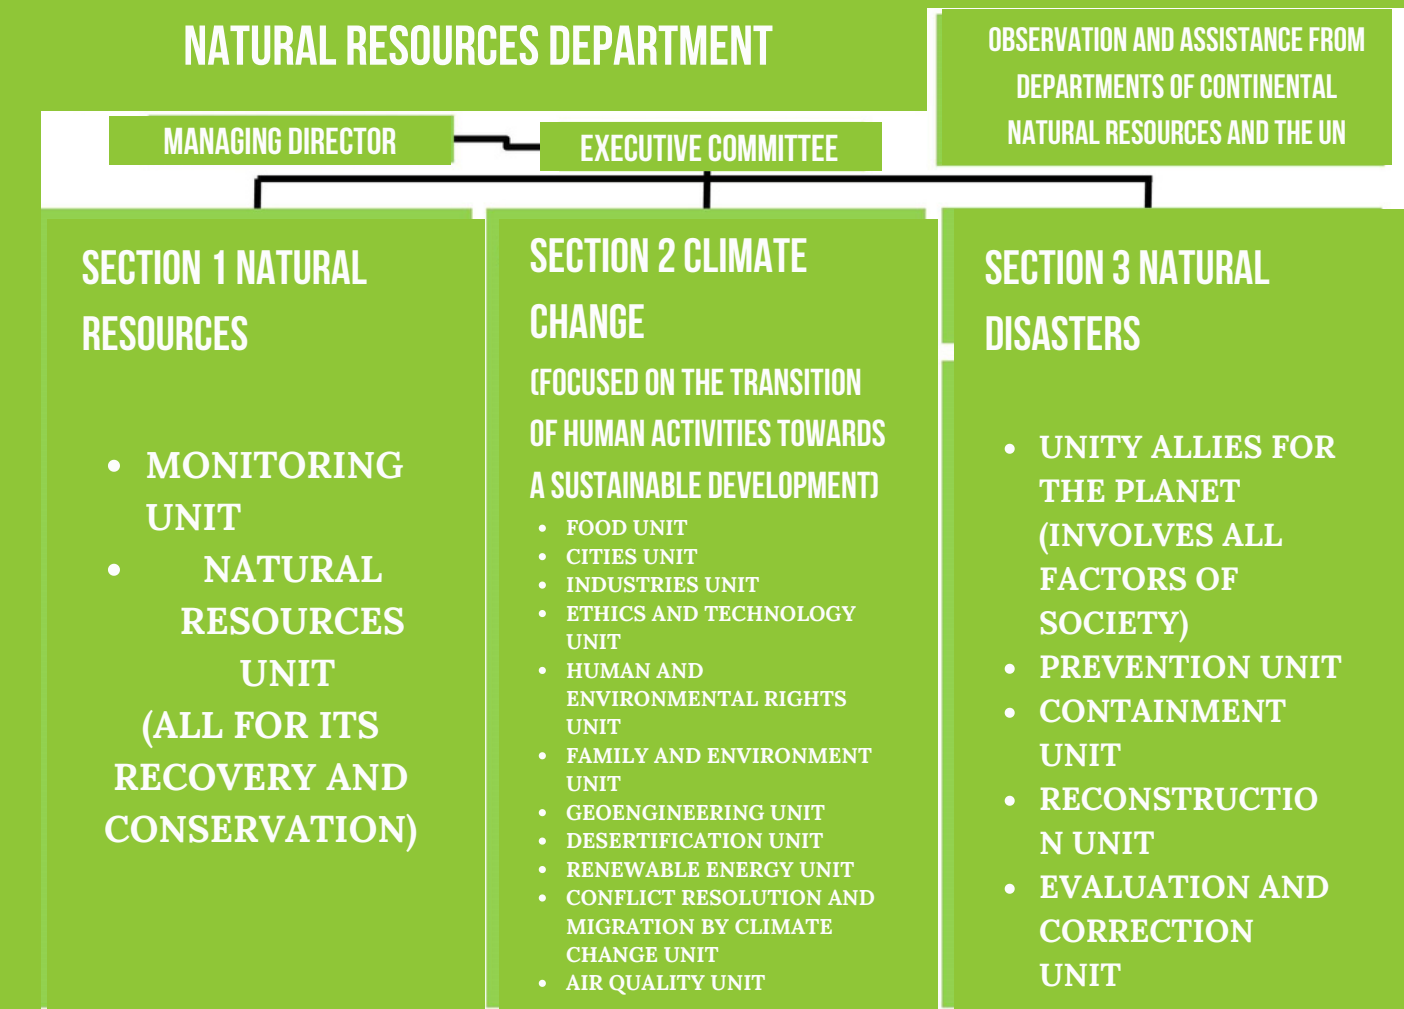 NATURAL RESOURCES DEPARTMENT
OBSERVATION AND ASSISTANCE FROM
DEPARTMENTS OF CONTINENTAL
NATURAL RESOURCES AND THE UN
MANAGING DIRECTOR
EXECUTIVE COMMITTEE
SECTION 1 NATURAL
RESOURCES
• MONITORING
UNIT
• NATURAL
RESOURCES
UNIT
(ALL FOR ITS
RECOVERY AND
CONSERVATION)
SECTION 2 CLIMATE
CHANGE
(FOCUSED ON THE TRANSITION
OF HUMAN ACTIVITIES TOWARDS
A SUSTAINABLE DEVELOPMENT)
• FOOD UNIT
• CITIES UNIT
• INDUSTRIES UNIT
• ETHICS AND TECHNOLOGY
UNIT
• HUMAN AND
ENVIRONMENTAL RIGHTS
UNIT
• FAMILY AND ENVIRONMENT
UNIT
• GEOENGINEERING UNIT
• DESERTIFICATION UNIT
• RENEWABLE ENERGY UNIT
• CONFLICT RESOLUTION AND
MIGRATION BY CLIMATE
CHANGE UNIT
• AIR QUALITY UNIT
SECTION 3 NATURAL
DISASTERS
• UNITY ALLIES FOR
THE PLANET
(INVOLVES ALL
FACTORS OF
SOCIETY)
• PREVENTION UNIT
• CONTAINMENT
UNIT
• RECONSTRUCTIO
N UNIT
• EVALUATION AND
CORRECTION
UNIT